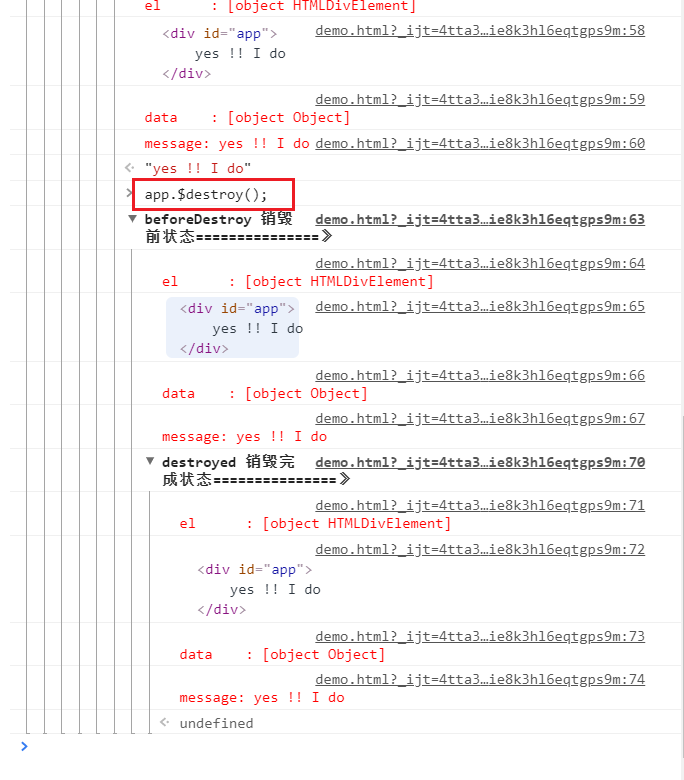 el      : [object HTMLDivElement]
<div id="app"> demo.html?_ijt=4tta3…ie8k3hl6eqtgps9m:58
yes !! I do
</div>
demo.html?_ijt=4tta3…ie8k3hl6eqtgps9m:59
data    : [object Object]
message: yes !! I do demo.html?_ijt=4tta3…ie8k3hl6eqtgps9m:60
"yes !! I do"
app.$destroy();
beforeDestroy 销毁 demo.html?_ijt=4tta3…ie8k3hl6eqtgps9m:63
前状态===============》
demo.html?_ijt=4tta3…ie8k3hl6eqtgps9m:64
el      : [object HTMLDivElement]
<div id="app"> demo.html?_ijt=4tta3…ie8k3hl6eqtgps9m:65
yes !! I do
</div>
demo.html?_ijt=4tta3…ie8k3hl6eqtgps9m:66
data    : [object Object]
demo.html?_ijt=4tta3…ie8k3hl6eqtgps9m:67
message: yes !! I do
destroyed 销毁完 demo.html?_ijt=4tta3…ie8k3hl6eqtgps9m:70
成状态===============》
demo.html?_ijt=4tta3…ie8k3hl6eqtgps9m:71
el      : [object HTMLDivElement]
demo.html?_ijt=4tta3…ie8k3hl6eqtgps9m:72
<div id="app">
yes !! I do
</div>
demo.html?_ijt=4tta3…ie8k3hl6eqtgps9m:73
data    : [object Object]
demo.html?_ijt=4tta3…ie8k3hl6eqtgps9m:74
message: yes !! I do
undefined